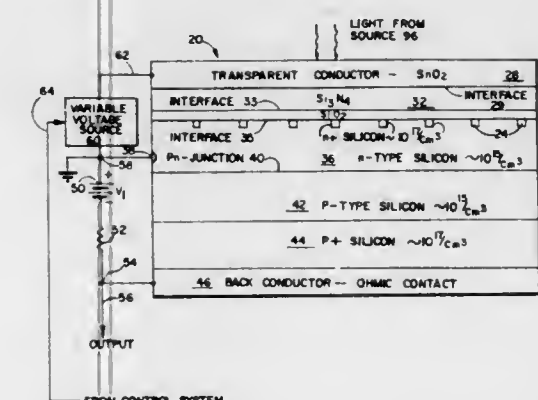 LIGHT FROM
SOURCE 96
20
62
TRANSPARENT CONDUCTOR - SnO2 28
INTERFACE 29
INTERFACE 33 Si3N4 32
SiO2
64
VARIABLE
VOLTAGE
SOURCE
60
INTERFACE 35 n+ SILICON ~10^17/cm3 24
38
58
Pn-JUNCTION 40 36 n-TYPE SILICON ~10^15/cm3
50 + V1
42 P-TYPE SILICON ~10^15/cm3
52
44 P+ SILICON ~10^17/cm3
54
46 BACK CONDUCTOR - OHMIC CONTACT
56
OUTPUT
FROM CONTROL SYSTEM